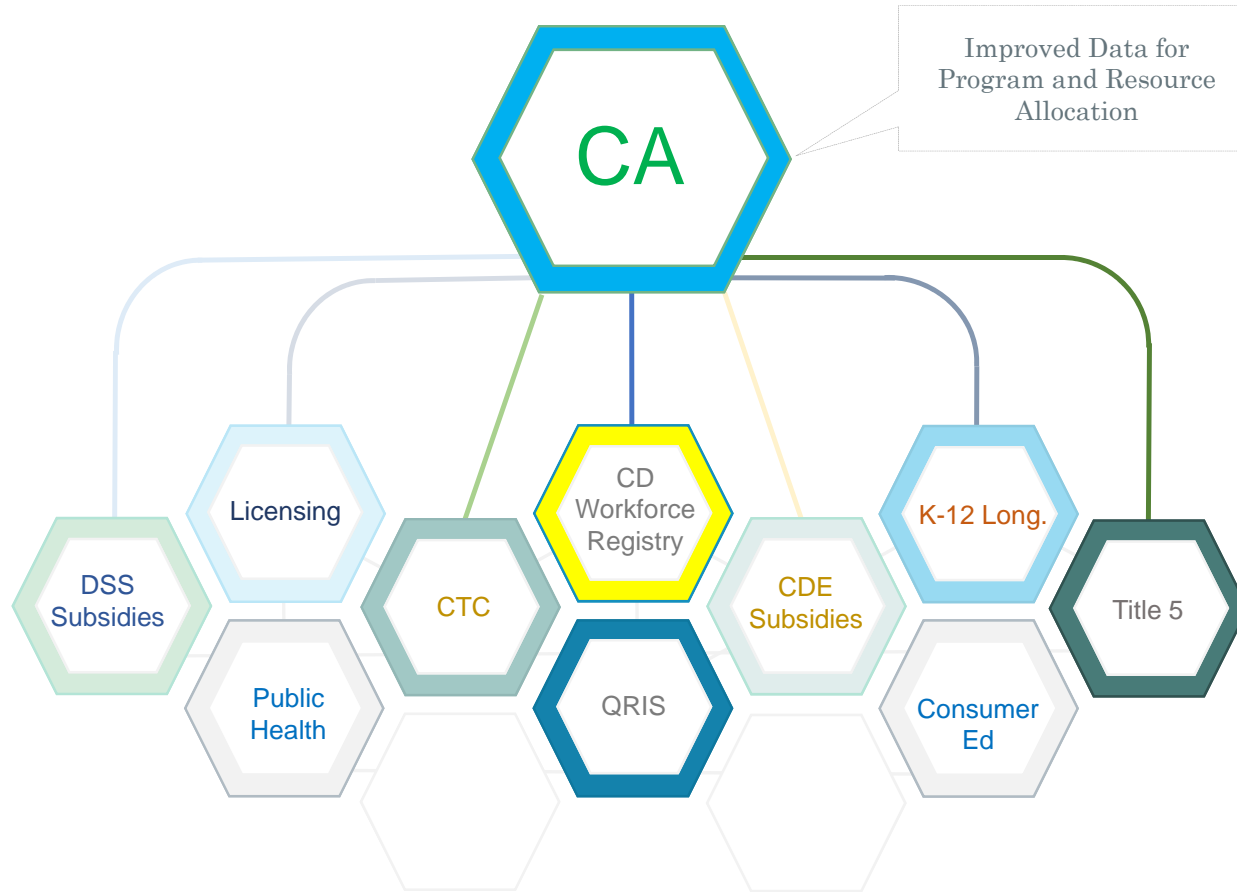 Improved Data for
Program and Resource
Allocation
CA
Licensing
CD
Workforce
Registry
K-12 Long.
DSS
Subsidies
CTC
CDE
Subsidies
Title 5
Public
Health
QRIS
Consumer
Ed